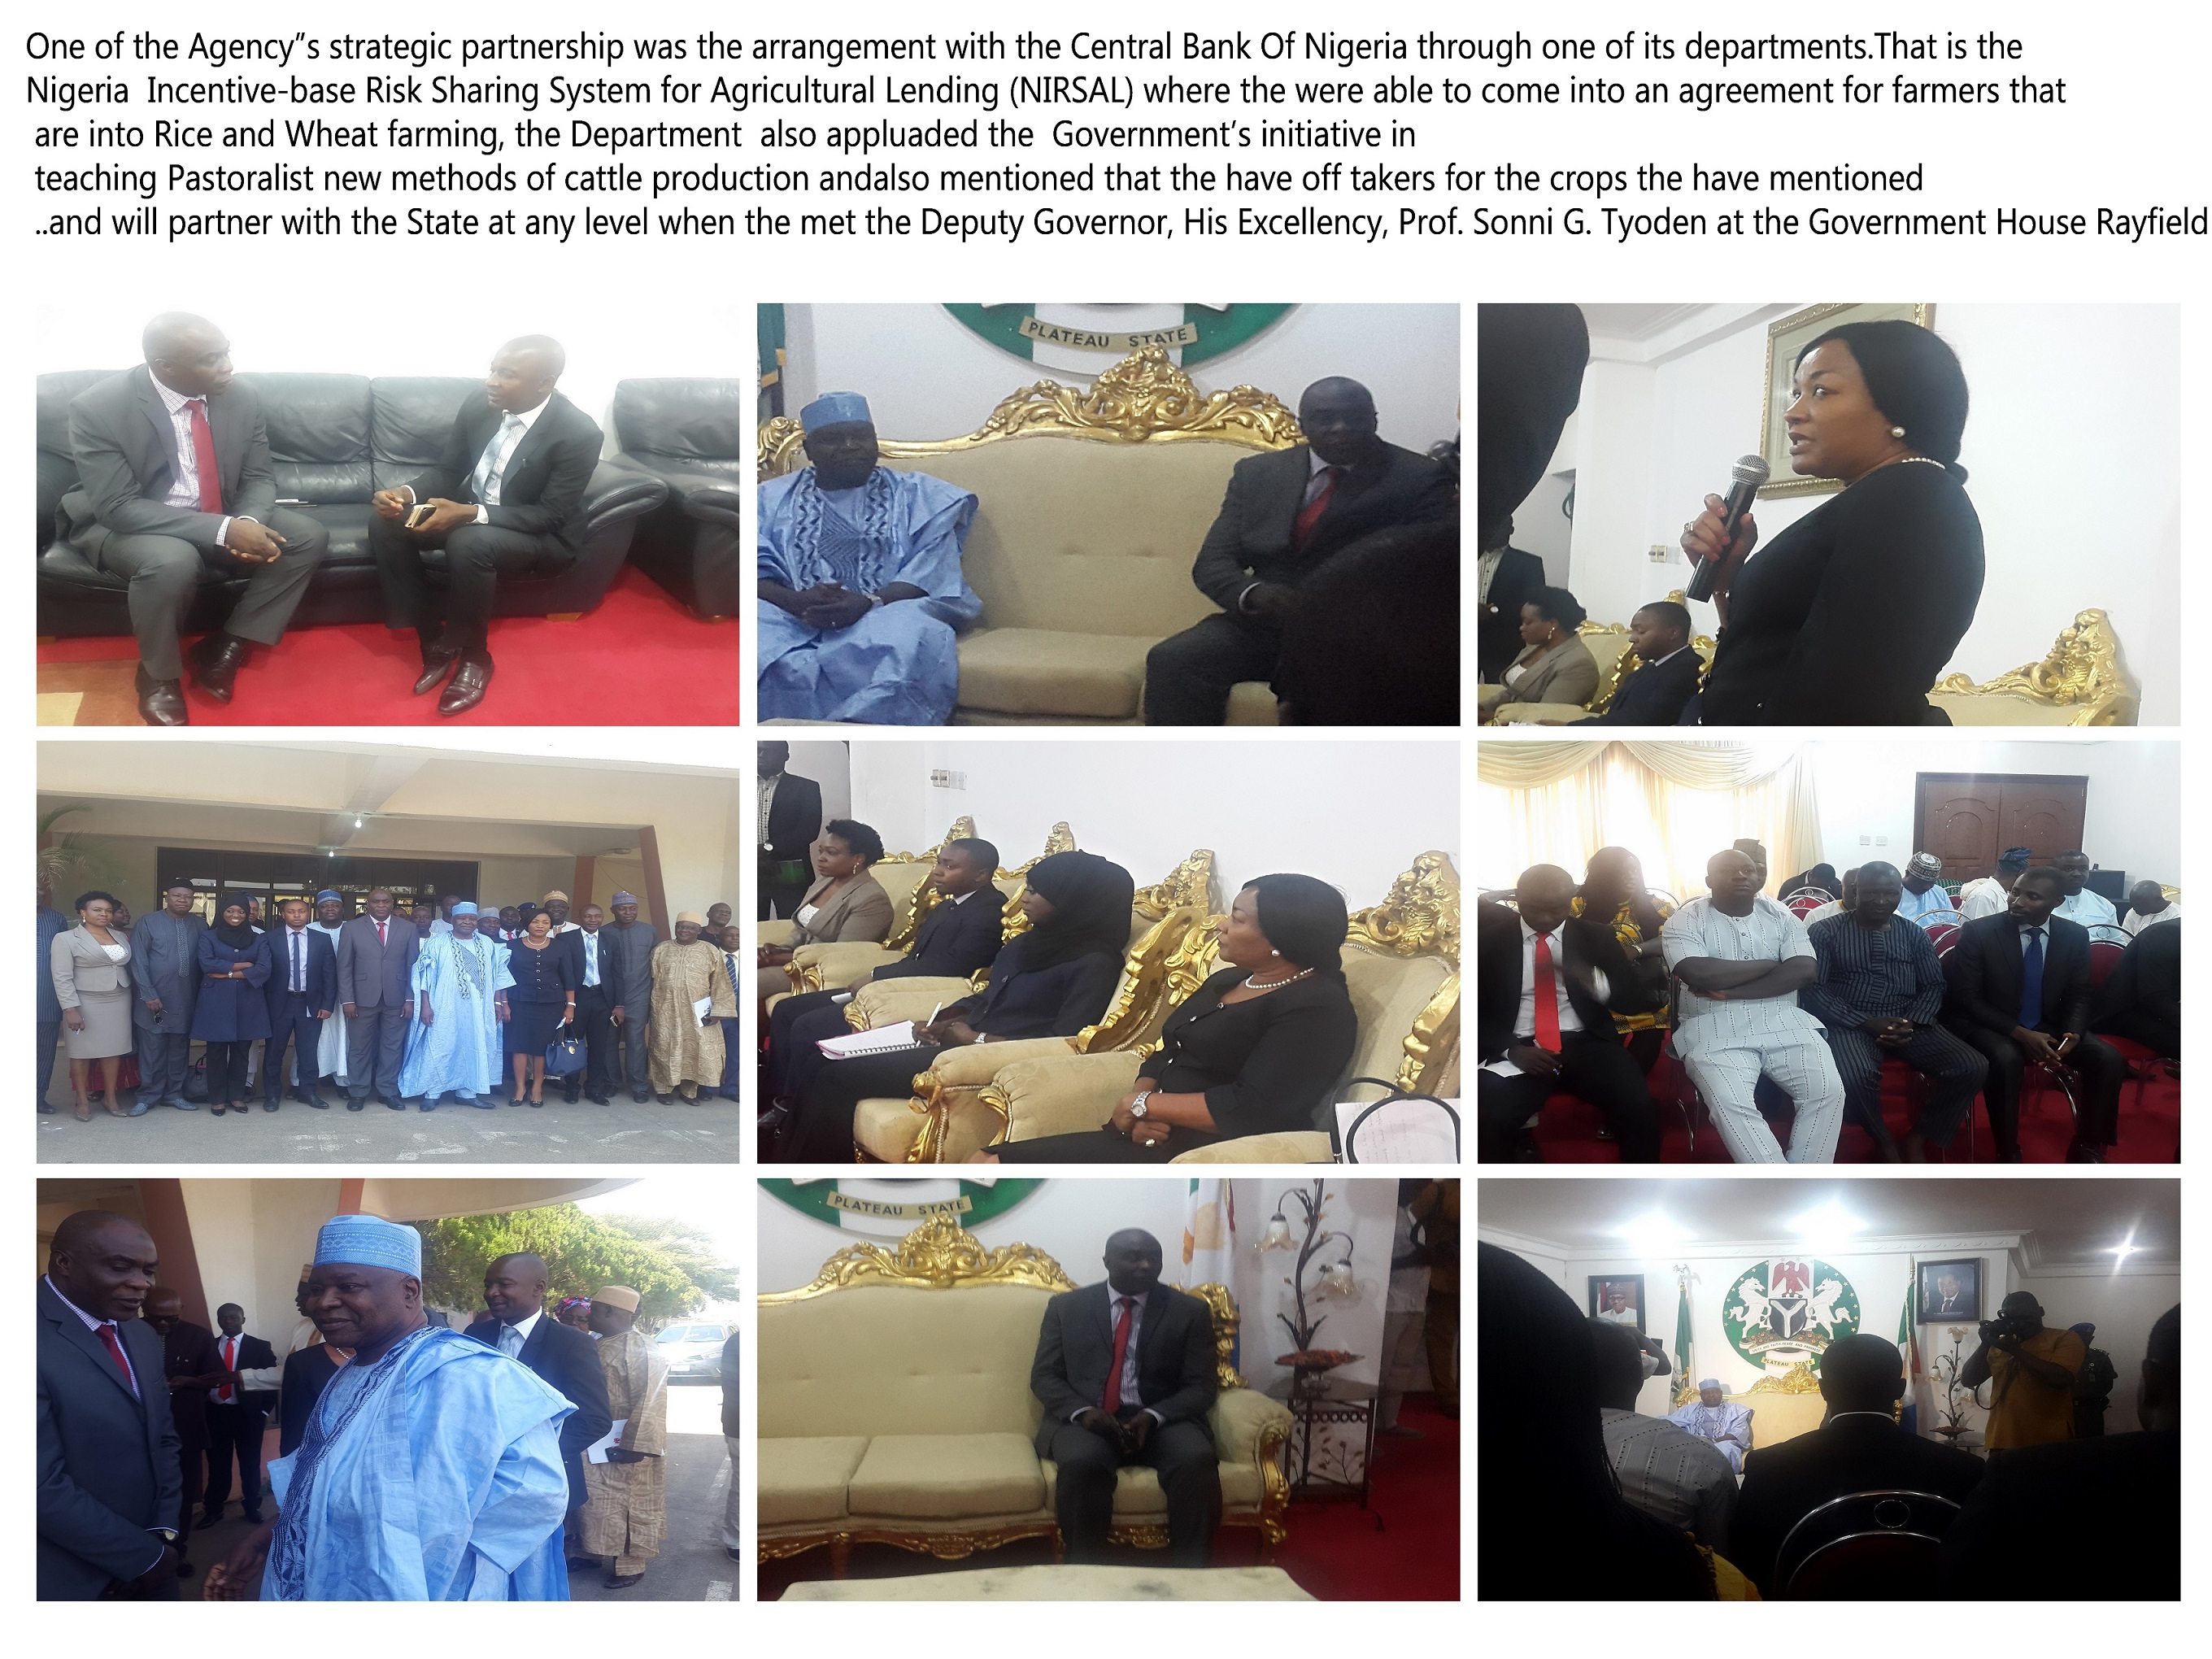 One of the Agency"s strategic partnership was the arrangement with the Central Bank Of Nigeria through one of its departments.That is the
Nigeria  Incentive-base Risk Sharing System for Agricultural Lending (NIRSAL) where the were able to come into an agreement for farmers that
are into Rice and Wheat farming, the Department  also appluaded the  Government's initiative in
teaching Pastoralist new methods of cattle production andalso mentioned that the have off takers for the crops the have mentioned
..and will partner with the State at any level when the met the Deputy Governor, His Excellency, Prof. Sonni G. Tyoden at the Government House Rayfield
PLATEAU STATE
PLATEAU STATE
PLATEAU STATE